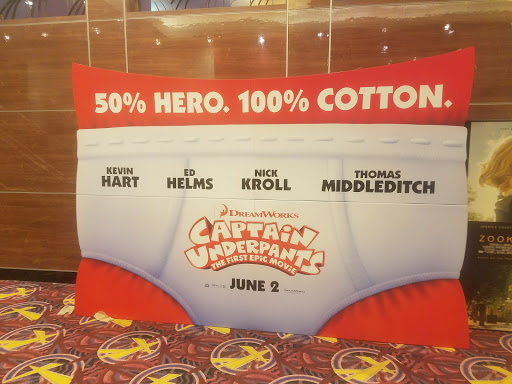 50% HERO. 100% COTTON.
KEVIN HART
ED HELMS
NICK KROLL
THOMAS MIDDLEDITCH
DREAMWORKS
CAPTAIN
UNDERPANTS
THE FIRST EPIC MOVIE
JUNE 2
ZOOK